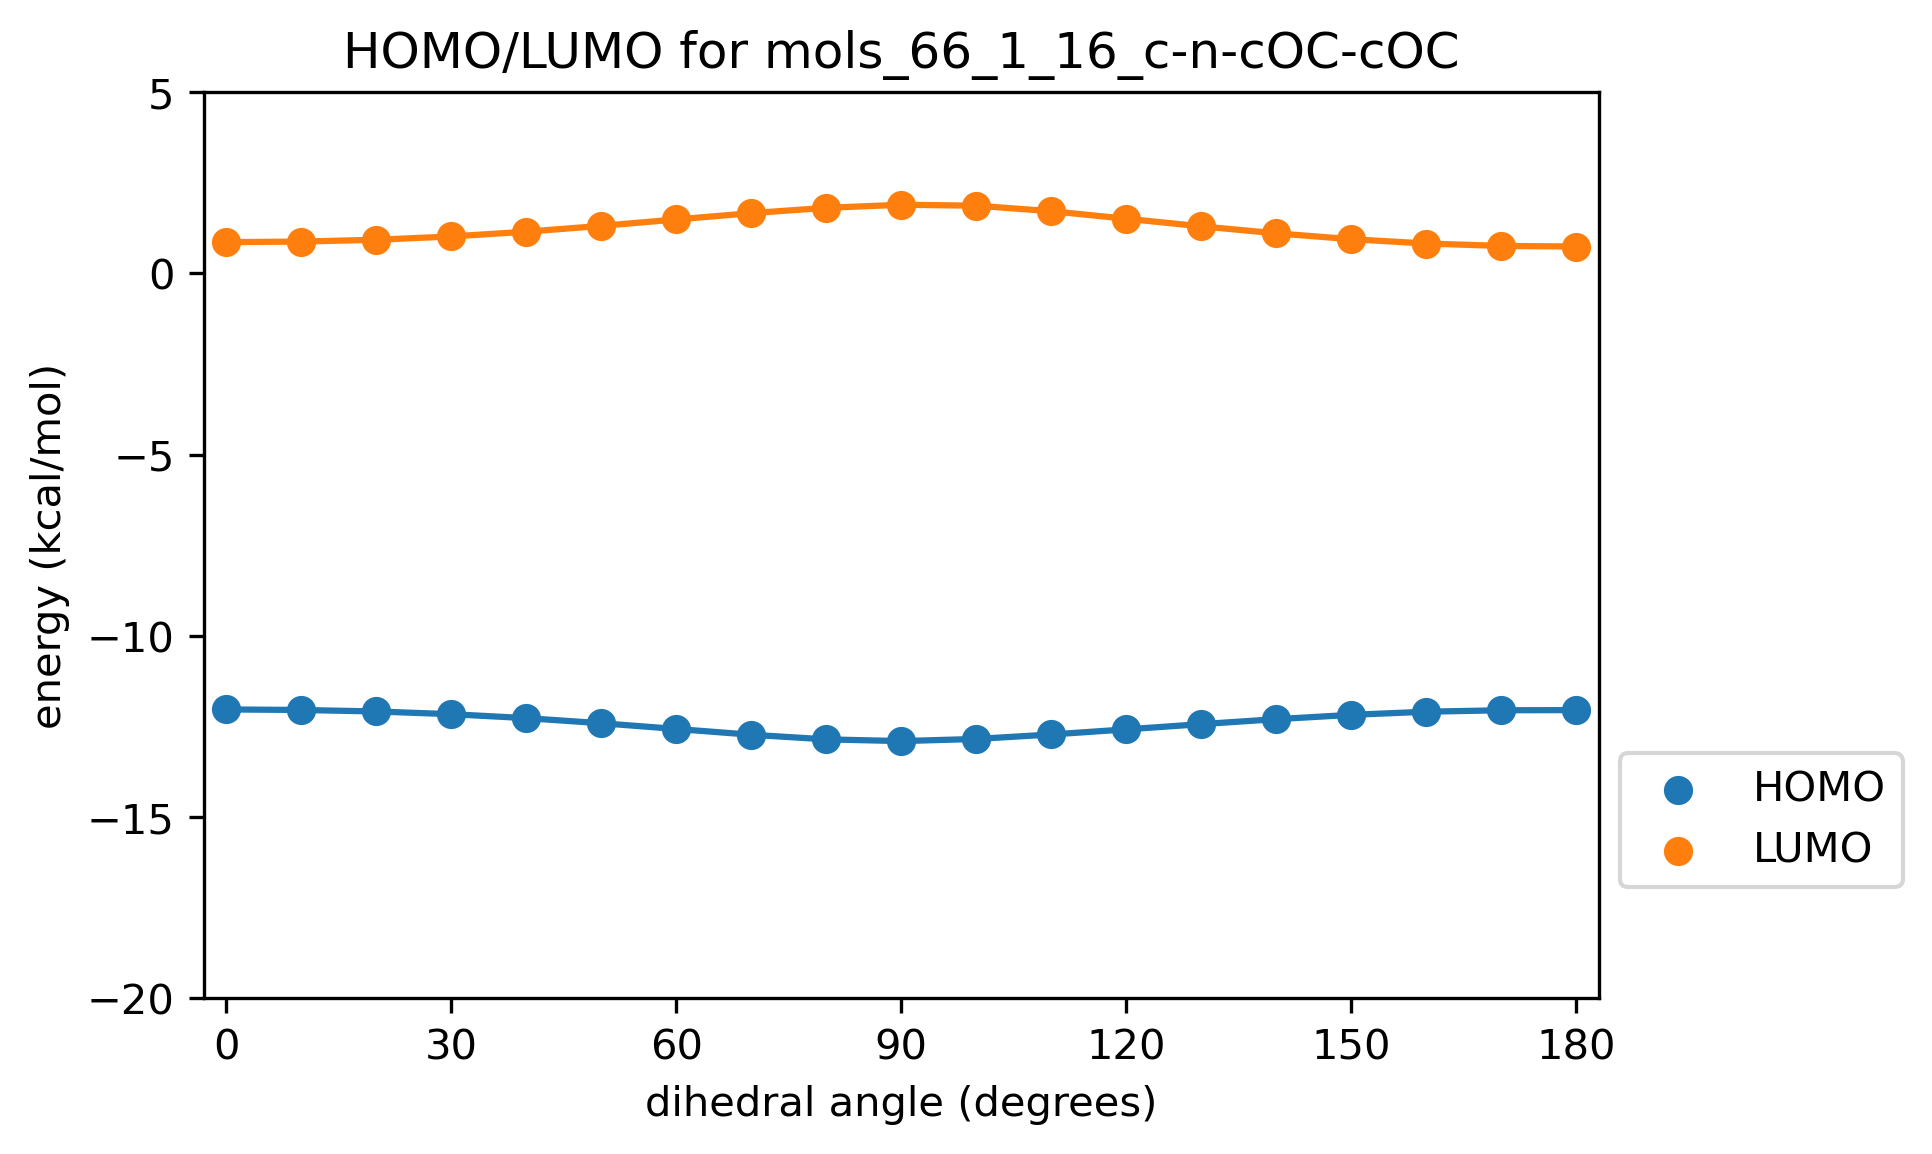 HOMO/LUMO for mols_66_1_16_c-n-cOC-cOC
5
0
−5
−10
−15
−20
energy (kcal/mol)
0 30 60 90 120 150 180
dihedral angle (degrees)
HOMO
LUMO